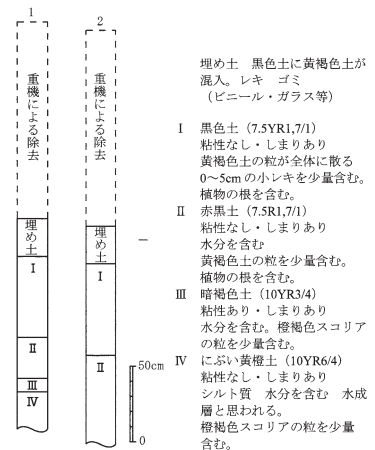 1
2
重機による除去
重機による除去
埋め土
埋め土
Ⅰ
Ⅰ
Ⅱ
Ⅱ
Ⅲ
Ⅳ
50cm
0
埋め土 黒色土に黄褐色土が
混入。レキ ゴミ
（ビニール・ガラス等）
Ⅰ 黒色土（7.5YR1,7/1）
粘性なし・しまりあり
黄褐色土の粒が全体に散る
0〜5cmの小レキを少量含む。
植物の根を含む。
Ⅱ 赤黒土（7.5R1,7/1）
粘性なし・しまりあり
水分を含む
黄褐色土の粒を少量含む。
植物の根を含む。
Ⅲ 暗褐色土（10YR3/4）
粘性あり・しまりあり
水分を含む。橙褐色スコリア
の粒を少量含む。
Ⅳ にぶい黄橙土（10YR6/4）
粘性なし・しまりあり
シルト質 水分を含む 水成
層と思われる。
橙褐色スコリアの粒を少量
含む。